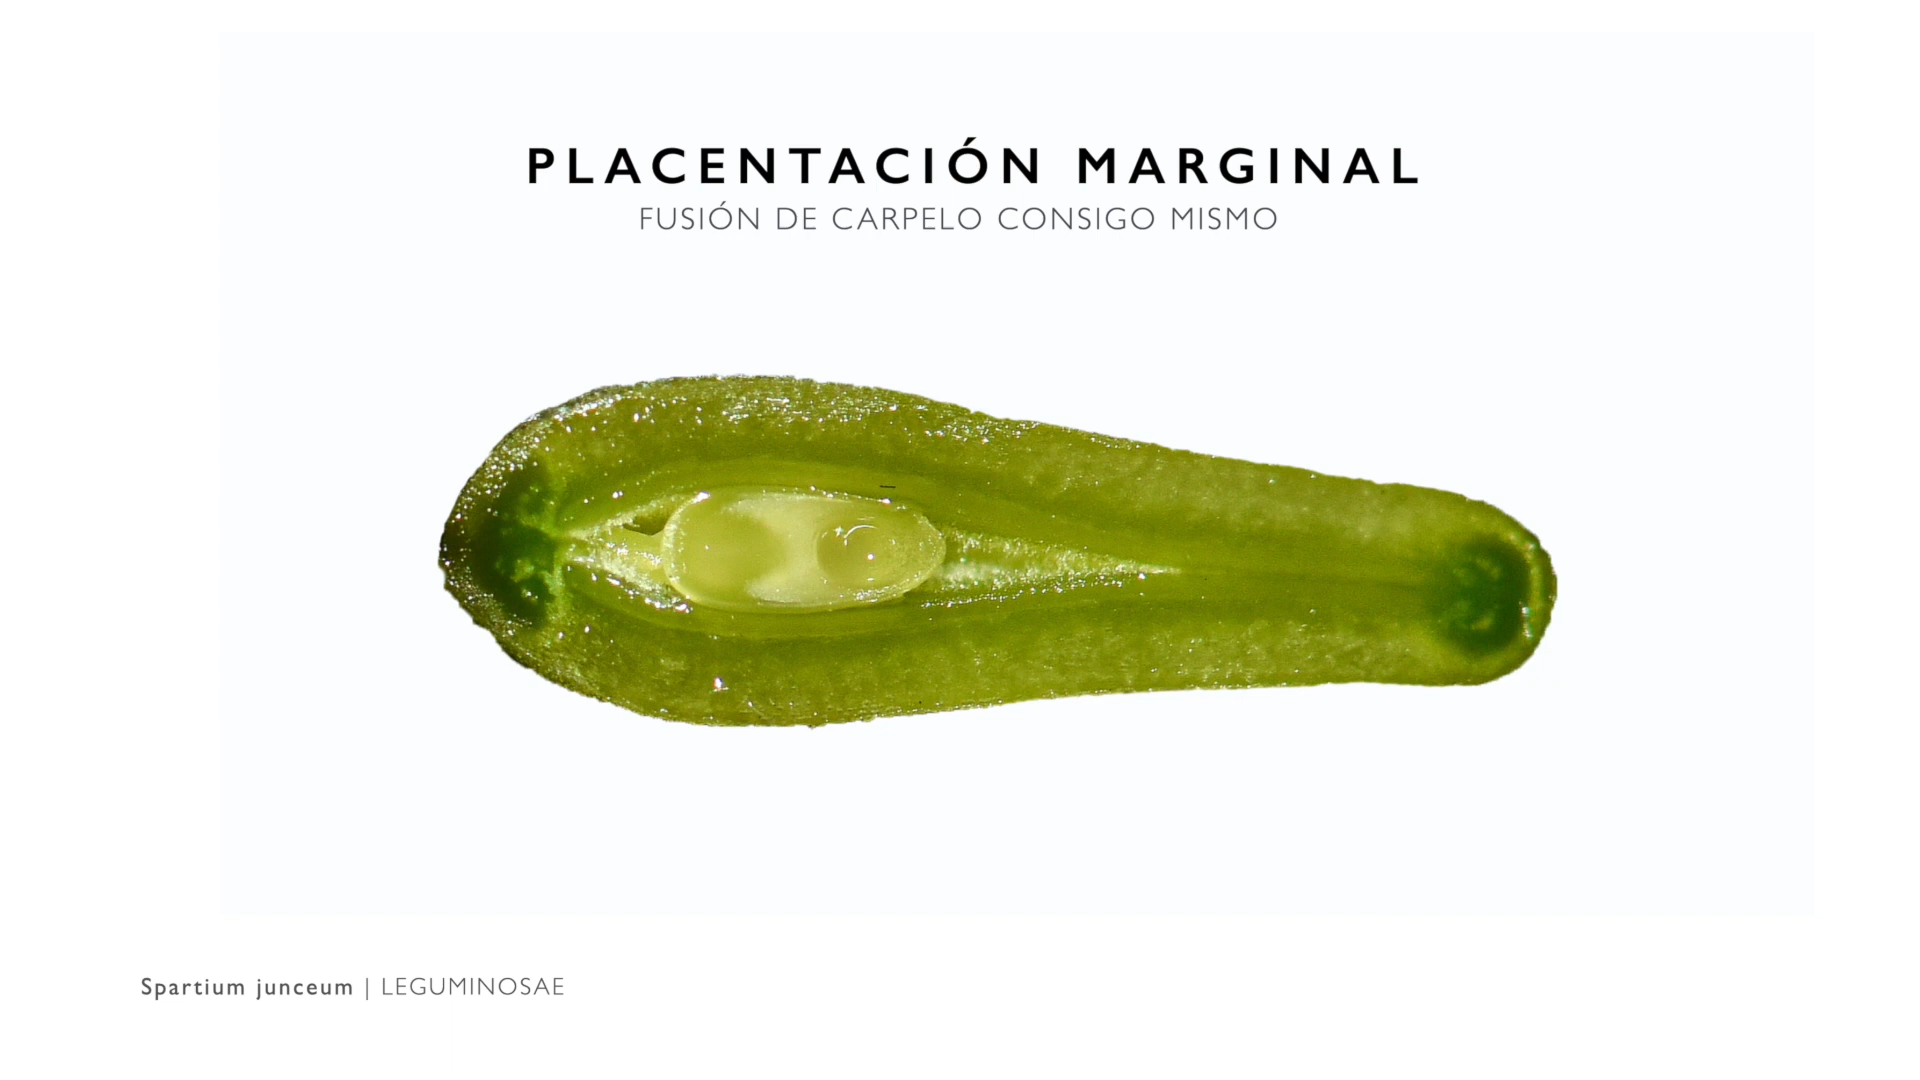 PLACENTACIÓN MARGINAL
FUSIÓN DE CARPELO CONSIGO MISMO
Spartium junceum | LEGUMINOSAE